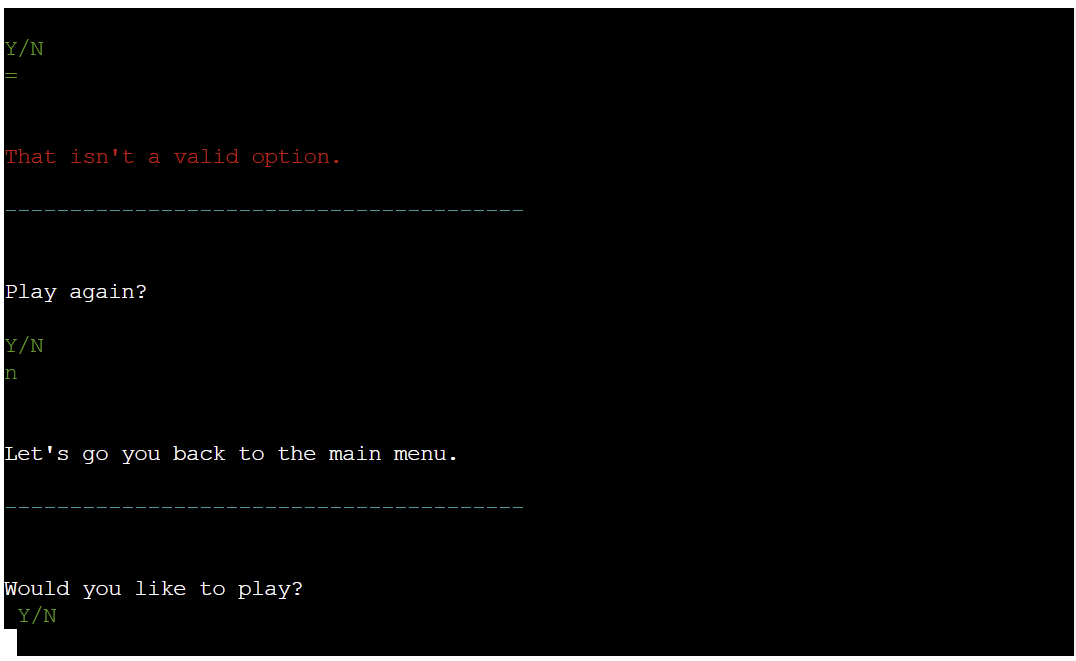 Y/N
=
That isn't a valid option.
----------------------------------------
Play again?
Y/N
n
Let's go you back to the main menu.
----------------------------------------
Would you like to play?
Y/N